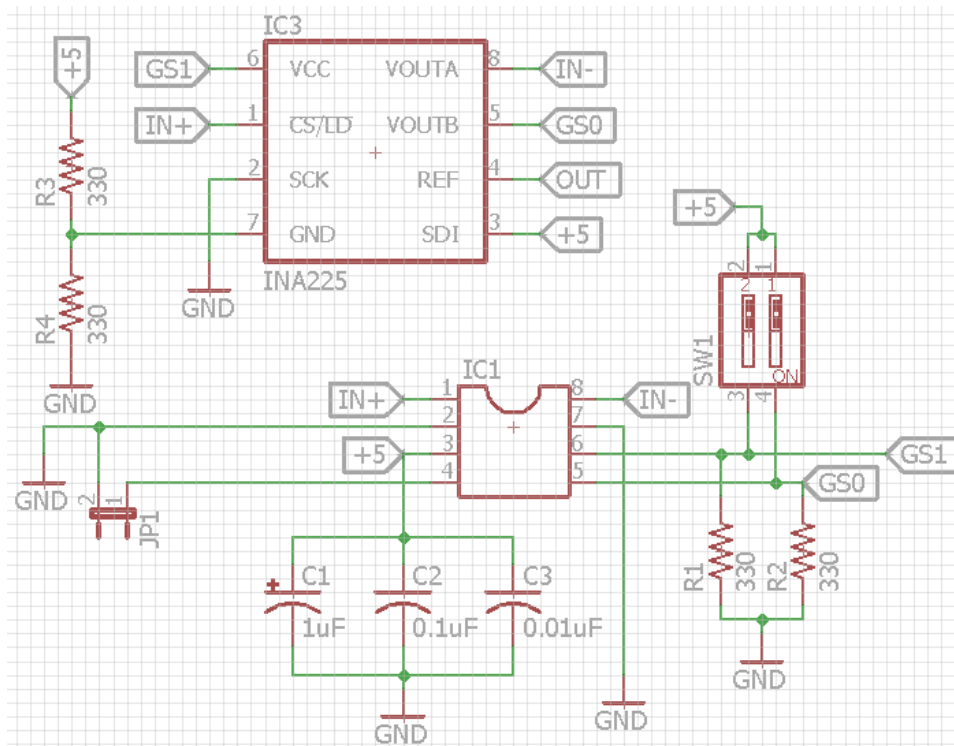 IC3
+5
GS1
6
VCC
VOUTA
8
IN-
IN+
1
CS/LD
VOUTB
5
GS0
R3
330
2
SCK
REF
4
OUT
7
GND
SDI
3
+5
INA225
GND
+5
R4
330
GND
2
1
2
1
SW1
ON
3
4
IC1
IN+
1
8
IN-
2
7
+5
3
6
GS1
4
5
GS0
GND
2
1
JP1
C1
1uF
C2
0.1uF
C3
0.01uF
R1
330
R2
330
GND
GND
GND